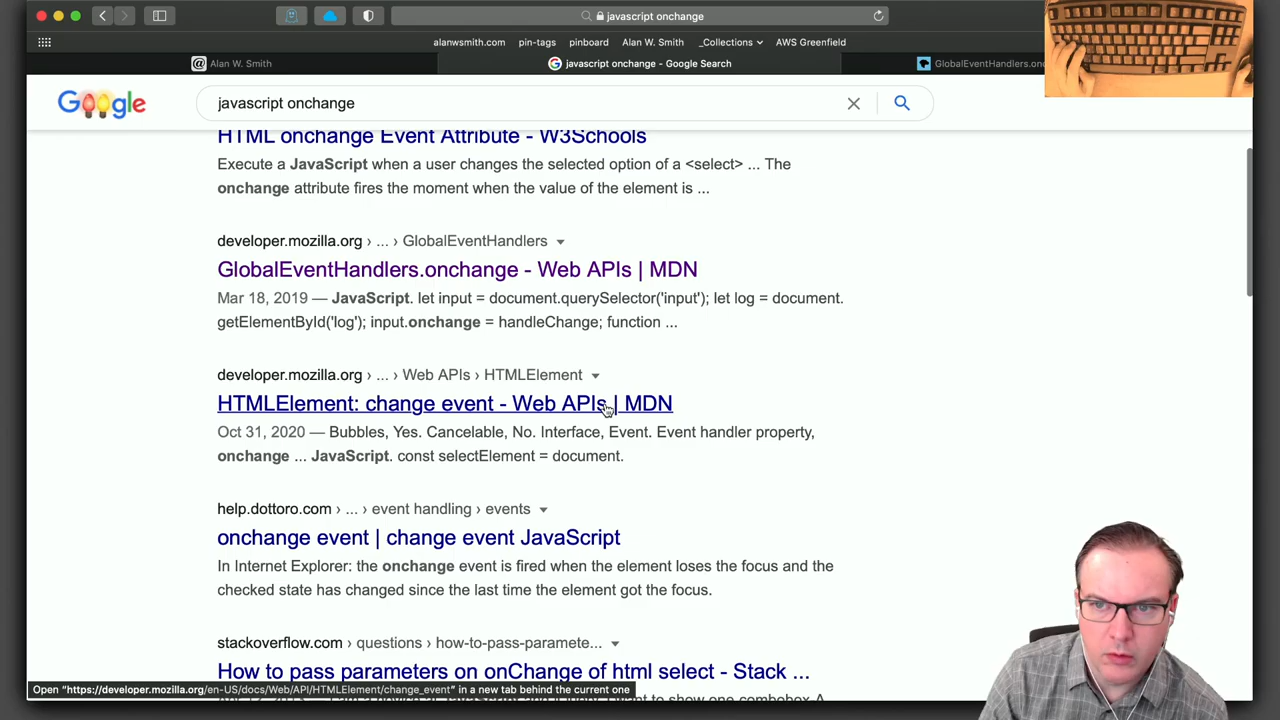 javascript onchange
alanwsmith.com pin-tags pinboard Alan W. Smith _Collections AWS Greenfield
@ Alan W. Smith
javascript onchange - Google Search
GlobalEventHandlers.onc
Google
javascript onchange
HTML onchange Event Attribute - W3Schools
Execute a JavaScript when a user changes the selected option of a <select> ... The
onchange attribute fires the moment when the value of the element is ...
developer.mozilla.org › ... › GlobalEventHandlers
GlobalEventHandlers.onchange - Web APIs | MDN
Mar 18, 2019 — JavaScript. let input = document.querySelector('input'); let log = document.
getElementById('log'); input.onchange = handleChange; function ...
developer.mozilla.org › ... › Web APIs › HTMLElement
HTMLElement: change event - Web APIs | MDN
Oct 31, 2020 — Bubbles, Yes. Cancelable, No. Interface, Event. Event handler property,
onchange ... JavaScript. const selectElement = document.
help.dottoro.com › ... › event handling › events
onchange event | change event JavaScript
In Internet Explorer: the onchange event is fired when the element loses the focus and the
checked state has changed since the last time the element got the focus.
stackoverflow.com › questions › how-to-pass-paramete...
How to pass parameters on onChange of html select - Stack ...
Open "https://developer.mozilla.org/en-US/docs/Web/API/HTMLElement/change_event" in a new tab behind the current one